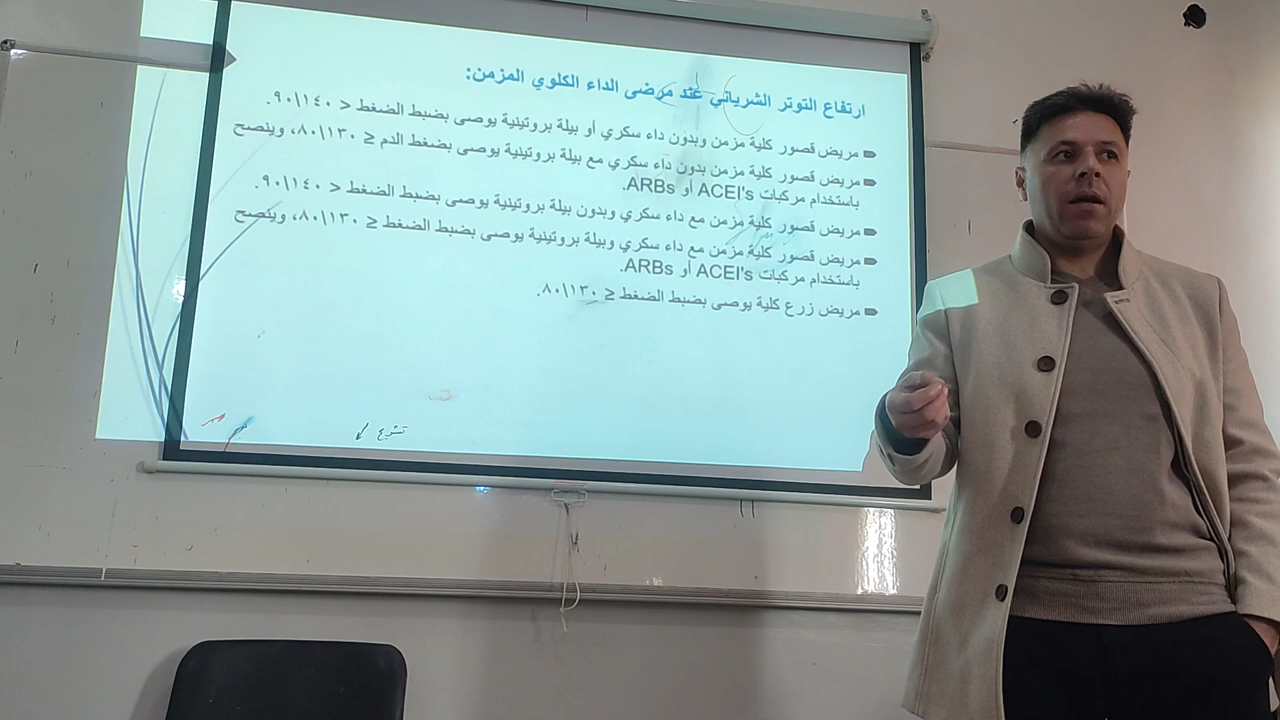 ارتفاع التوتر الشرياني عند مرضى الداء الكلوي المزمن:
مريض قصور كلية مزمن وبدون داء سكري أو بيلة بروتينية يوصى بضبط الضغط < ١٤٠\٩٠.
مريض قصور كلية مزمن بدون داء سكري مع بيلة بروتينية يوصى بضبط ضغط الدم ≤ ١٣٠\٨٠، وينصح
باستخدام مركبات ACEI's أو ARBs.
مريض قصور كلية مزمن مع داء سكري وبدون بيلة بروتينية يوصى بضبط الضغط < ١٤٠\٩٠.
مريض قصور كلية مزمن مع داء سكري وبيلة بروتينية يوصى بضبط الضغط ≤ ١٣٠\٨٠، وينصح
باستخدام مركبات ACEI's أو ARBs.
مريض زرع كلية يوصى بضبط الضغط ≤ ١٣٠\٨٠.
تشريح